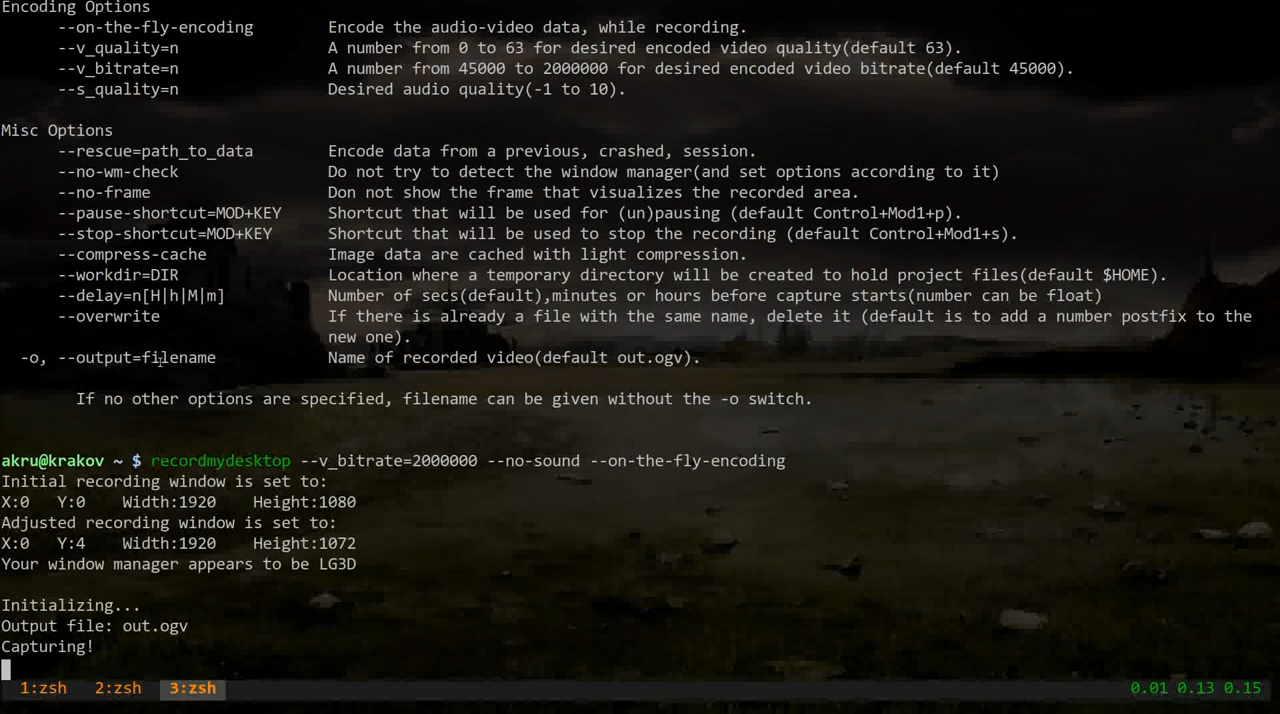 Encoding Options
--on-the-fly-encoding Encode the audio-video data, while recording.
--v_quality=n A number from 0 to 63 for desired encoded video quality(default 63).
--v_bitrate=n A number from 45000 to 2000000 for desired encoded video bitrate(default 45000).
--s_quality=n Desired audio quality(-1 to 10).
Misc Options
--rescue=path_to_data Encode data from a previous, crashed, session.
--no-wm-check Do not try to detect the window manager(and set options according to it)
--no-frame Don not show the frame that visualizes the recorded area.
--pause-shortcut=MOD+KEY Shortcut that will be used for (un)pausing (default Control+Mod1+p).
--stop-shortcut=MOD+KEY Shortcut that will be used to stop the recording (default Control+Mod1+s).
--compress-cache Image data are cached with light compression.
--workdir=DIR Location where a temporary directory will be created to hold project files(default $HOME).
--delay=n[H|h|M|m] Number of secs(default),minutes or hours before capture starts(number can be float)
--overwrite If there is already a file with the same name, delete it (default is to add a number postfix to the
new one).
-o, --output=filename Name of recorded video(default out.ogv).
If no other options are specified, filename can be given without the -o switch.
akru@krakov ~ $ recordmydesktop --v_bitrate=2000000 --no-sound --on-the-fly-encoding
Initial recording window is set to:
X:0 Y:0 Width:1920 Height:1080
Adjusted recording window is set to:
X:0 Y:4 Width:1920 Height:1072
Your window manager appears to be LG3D
Initializing...
Output file: out.ogv
Capturing!
1:zsh 2:zsh 3:zsh 0.01 0.13 0.15